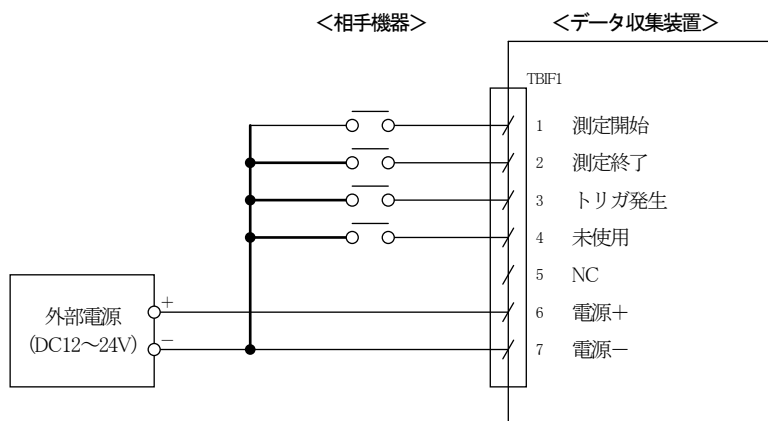 ＜相手機器＞ ＜データ収集装置＞
TBIF1
1 測定開始
2 測定終了
3 トリガ発生
4 未使用
5 NC
外部電源 + 6 電源＋
(DC12～24V) − 7 電源－